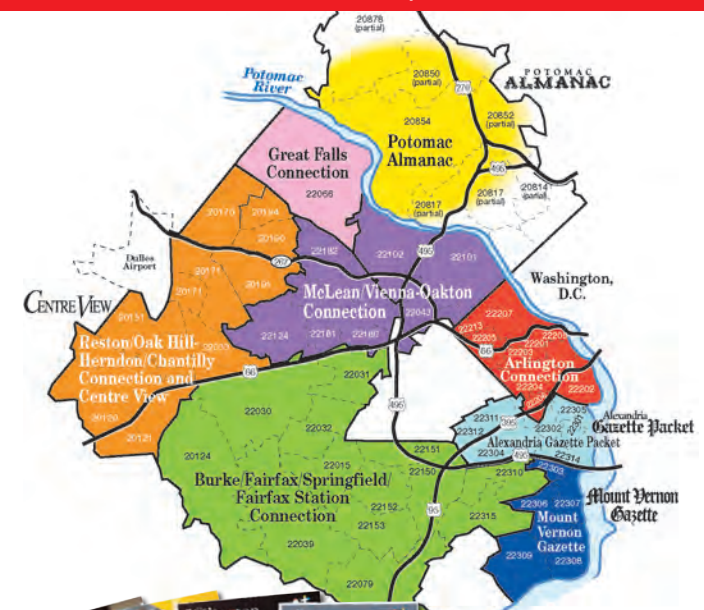 20878
(partial)
20850
(partial)
270
POTOMAC
ALMANAC
Potomac
River
20852
(partial)
20854
Potomac
Almanac
Great Falls
Connection
495
22066
20817
(partial)
20814
(partial)
20817
(partial)
20170
20194
20190
22182
22102
495
22101
Dulles
Airport
267
20171
20191
20171
McLean/Vienna-Oakton
Connection
Washington,
D.C.
CENTRE VIEW
20151
22043
22207
22124
22181
22180
22213
22205
22201
22203
66
Reston/Oak Hill-
Herndon/Chantilly
Connection and
Centre View
22033
66
22031
Arlington
Connection
22204
22202
22206
20120
20121
22030
22032
495
22311
22312
395
22305
22301
22302
Alexandria
Gazette Packet
Alexandria Gazette Packet
22304
495
22314
20124
22151
22015
22150
22310
22303
Burke/Fairfax/Springfield/
Fairfax Station
Connection
22152
22153
95
22315
22306
22307
Mount Vernon
Gazette
Mount
Vernon
Gazette
22039
22309
22308
22079